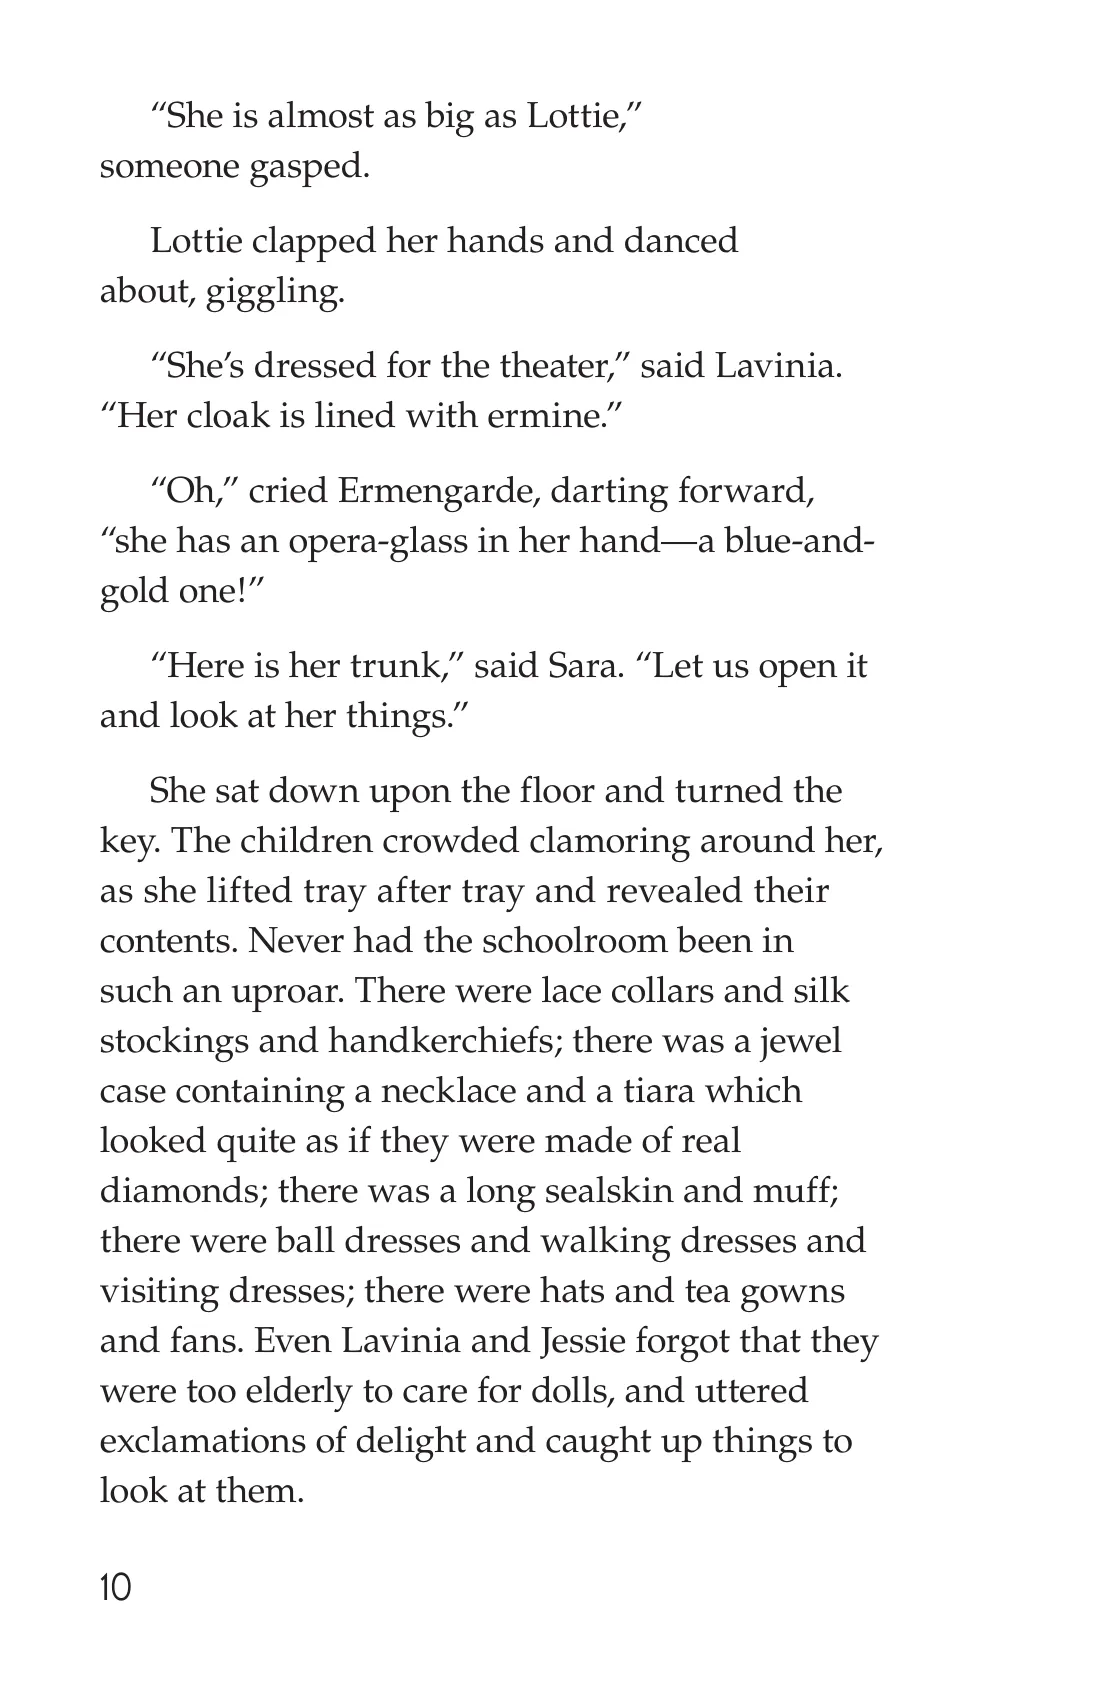 “She is almost as big as Lottie,”
someone gasped.
Lottie clapped her hands and danced
about, giggling.
“She’s dressed for the theater,” said Lavinia.
“Her cloak is lined with ermine.”
“Oh,” cried Ermengarde, darting forward,
“she has an opera-glass in her hand—a blue-and-
gold one!”
“Here is her trunk,” said Sara. “Let us open it
and look at her things.”
She sat down upon the floor and turned the
key. The children crowded clamoring around her,
as she lifted tray after tray and revealed their
contents. Never had the schoolroom been in
such an uproar. There were lace collars and silk
stockings and handkerchiefs; there was a jewel
case containing a necklace and a tiara which
looked quite as if they were made of real
diamonds; there was a long sealskin and muff;
there were ball dresses and walking dresses and
visiting dresses; there were hats and tea gowns
and fans. Even Lavinia and Jessie forgot that they
were too elderly to care for dolls, and uttered
exclamations of delight and caught up things to
look at them.
10